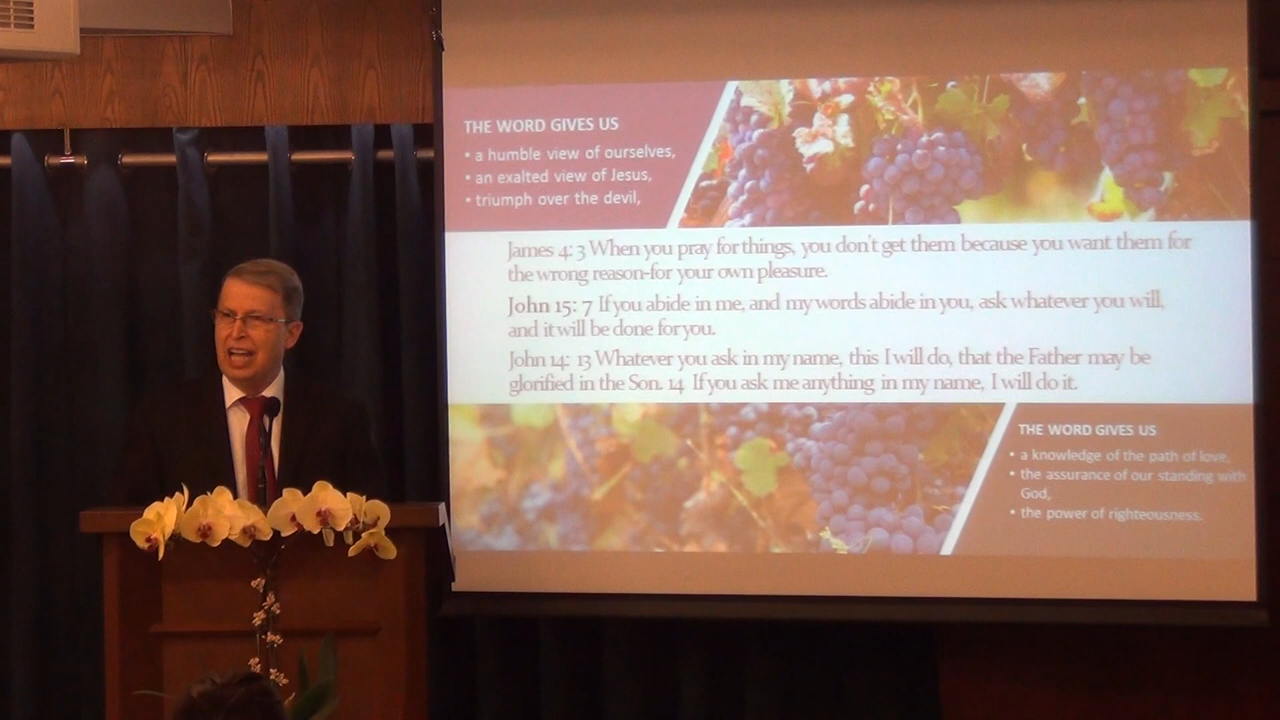 THE WORD GIVES US
• a humble view of ourselves,
• an exalted view of Jesus,
• triumph over the devil,
James 4: 3 When you pray for things, you don't get them because you want them for
the wrong reason-for your own pleasure.
John 15: 7 If you abide in me, and my words abide in you, ask whatever you will,
and it will be done for you.
John 14: 13 Whatever you ask in my name, this I will do, that the Father may be
glorified in the Son. 14 If you ask me anything in my name, I will do it.
THE WORD GIVES US
• a knowledge of the path of love,
• the assurance of our standing with
God,
• the power of righteousness.